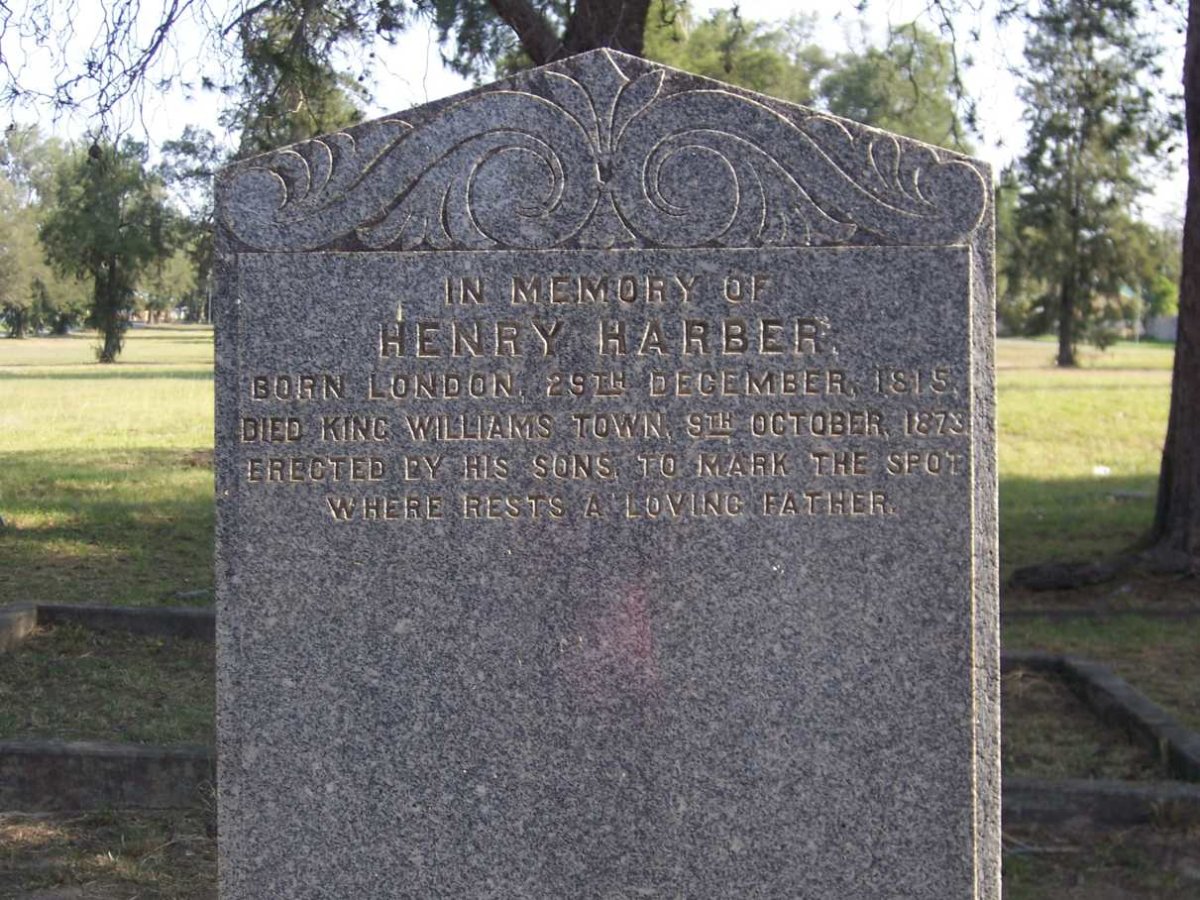 IN MEMORY OF
HENRY HARBER.
BORN LONDON, 29TH DECEMBER, 1815.
DIED KING WILLIAMS TOWN, 9TH OCTOBER, 1873
ERECTED BY HIS SONS, TO MARK THE SPOT
WHERE RESTS A LOVING FATHER.